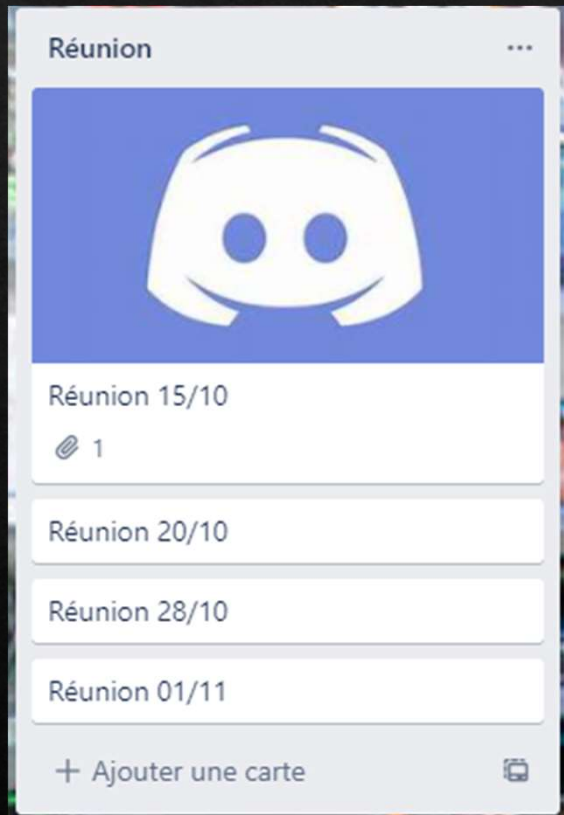 Réunion
Réunion 15/10
1
Réunion 20/10
Réunion 28/10
Réunion 01/11
+ Ajouter une carte